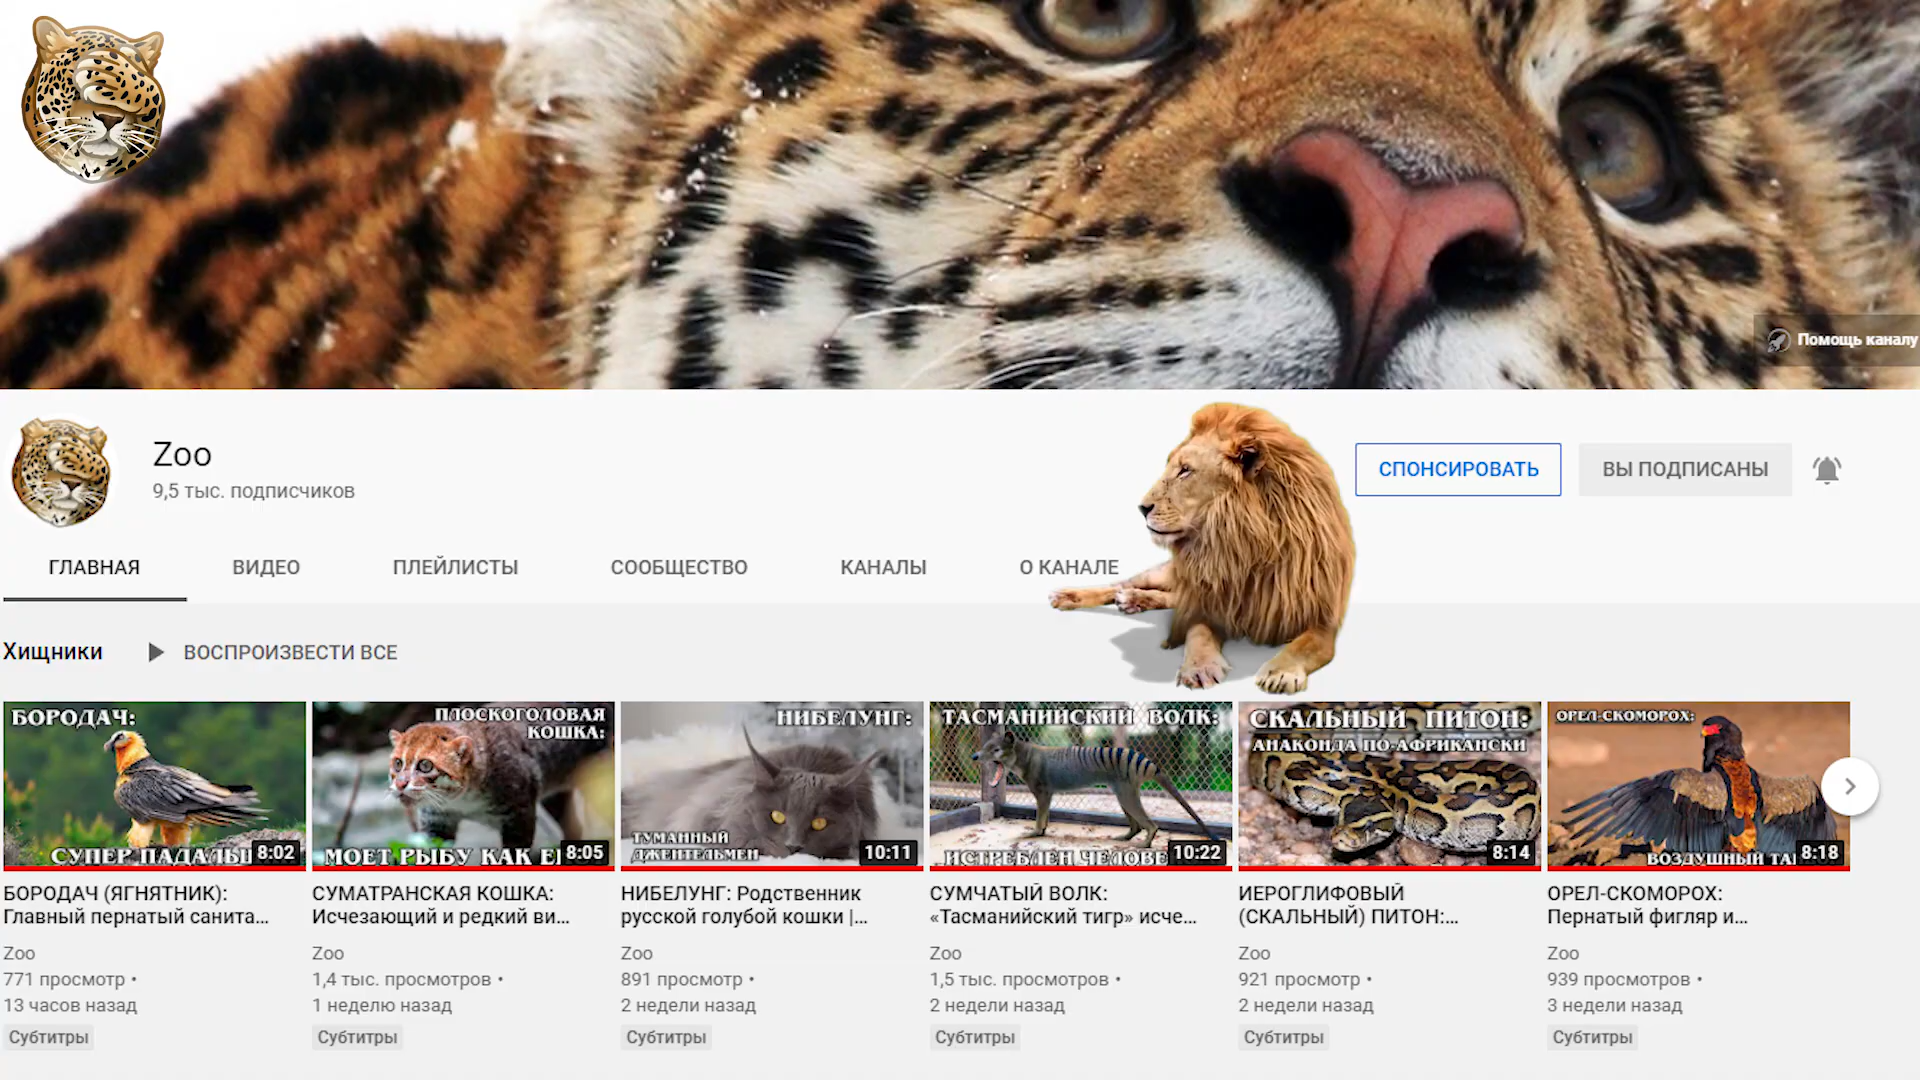 Помощь каналу
Zoo
9,5 тыс. подписчиков
СПОНСИРОВАТЬ
ВЫ ПОДПИСАНЫ
ГЛАВНАЯ
ВИДЕО
ПЛЕЙЛИСТЫ
СООБЩЕСТВО
КАНАЛЫ
О КАНАЛЕ
Хищники
ВОСПРОИЗВЕСТИ ВСЕ
БОРОДАЧ:
СУПЕР ПАДАЛЬЩ
8:02
БОРОДАЧ (ЯГНЯТНИК):
Главный пернатый санита...
Zoo
771 просмотр •
13 часов назад
Субтитры
ПЛОСКОГОЛОВАЯ
КОШКА:
МОЕТ РЫБУ КАК ЕН
8:05
СУМАТРАНСКАЯ КОШКА:
Исчезающий и редкий ви...
Zoo
1,4 тыс. просмотров •
1 неделю назад
Субтитры
НИБЕЛУНГ:
ТУМАННЫЙ
ДЖЕНТЕЛЬМЕН
10:11
НИБЕЛУНГ: Родственник
русской голубой кошки |...
Zoo
891 просмотр •
2 недели назад
Субтитры
ТАСМАНИЙСКИЙ ВОЛК:
ИСТРЕБЛЕН ЧЕЛОВЕ
10:22
СУМЧАТЫЙ ВОЛК:
«Тасманийский тигр» исче...
Zoo
1,5 тыс. просмотров •
2 недели назад
Субтитры
СКАЛЬНЫЙ ПИТОН:
АНАКОНДА ПО-АФРИКАНСКИ
8:14
ИЕРОГЛИФОВЫЙ
(СКАЛЬНЫЙ) ПИТОН:...
Zoo
921 просмотр •
2 недели назад
Субтитры
ОРЕЛ-СКОМОРОХ:
ВОЗДУШНЫЙ ТА
8:18
ОРЕЛ-СКОМОРОХ:
Пернатый фигляр и...
Zoo
939 просмотров •
3 недели назад
Субтитры